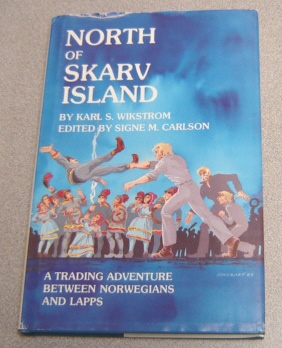 NORTH
OF
SKARV
ISLAND
BY KARL S. WIKSTROM
EDITED BY SIGNE M. CARLSON
A TRADING ADVENTURE
BETWEEN NORWEGIANS
AND LAPPS